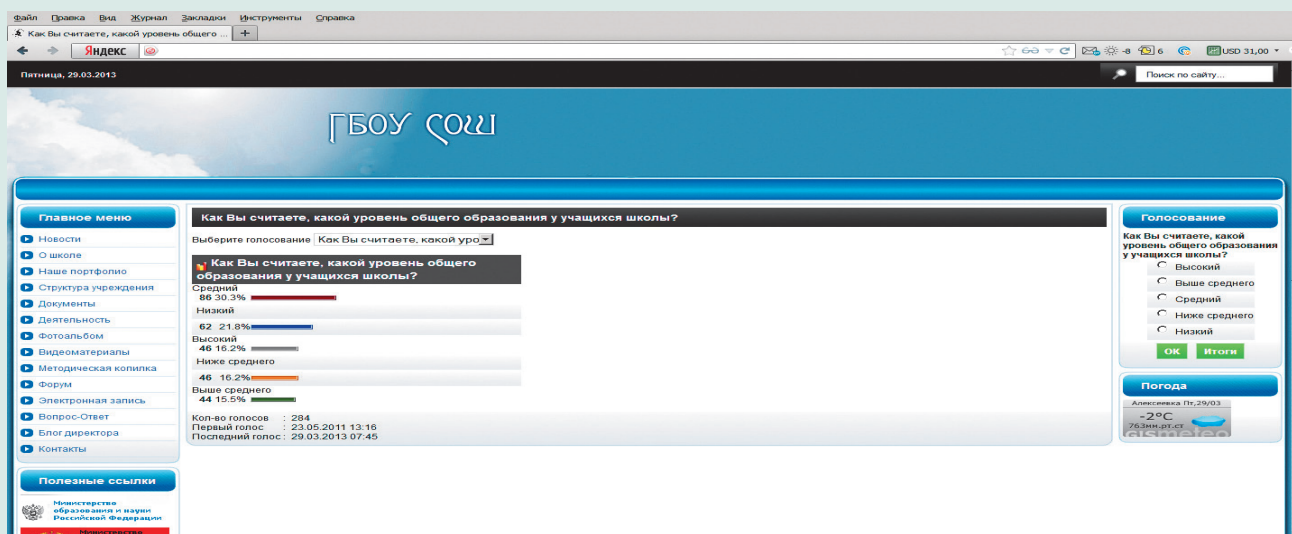 Файл Правка Вид Журнал Закладки Инструменты Справка
Как Вы считаете, какой уровень общего ... +
Яндекс
-8 6 USD 31,00
Пятница, 29.03.2013
Поиск по сайту...
ГБОУ СОШ
Главное меню
Новости
О школе
Наше портфолио
Структура учреждения
Документы
Деятельность
Фотоальбом
Видеоматериалы
Методическая копилка
Форум
Электронная запись
Вопрос-Ответ
Блог директора
Контакты
Полезные ссылки
Министерство
образования и науки
Российской Федерации
Министерство
Как Вы считаете, какой уровень общего образования у учащихся школы?
Выберите голосование Как Вы считаете, какой уро
Как Вы считаете, какой уровень общего
образования у учащихся школы?
Средний
86 30.3%
Низкий
62 21.8%
Высокий
46 16.2%
Ниже среднего
46 16.2%
Выше среднего
44 15.5%
Кол-во голосов : 284
Первый голос : 23.05.2011 13:16
Последний голос : 29.03.2013 07:45
Голосование
Как Вы считаете, какой
уровень общего образования
у учащихся школы?
Высокий
Выше среднего
Средний
Ниже среднего
Низкий
ОК Итоги
Погода
Алексеевка Пт,29/03
-2°C
763мм.рт.ст
gismeteo